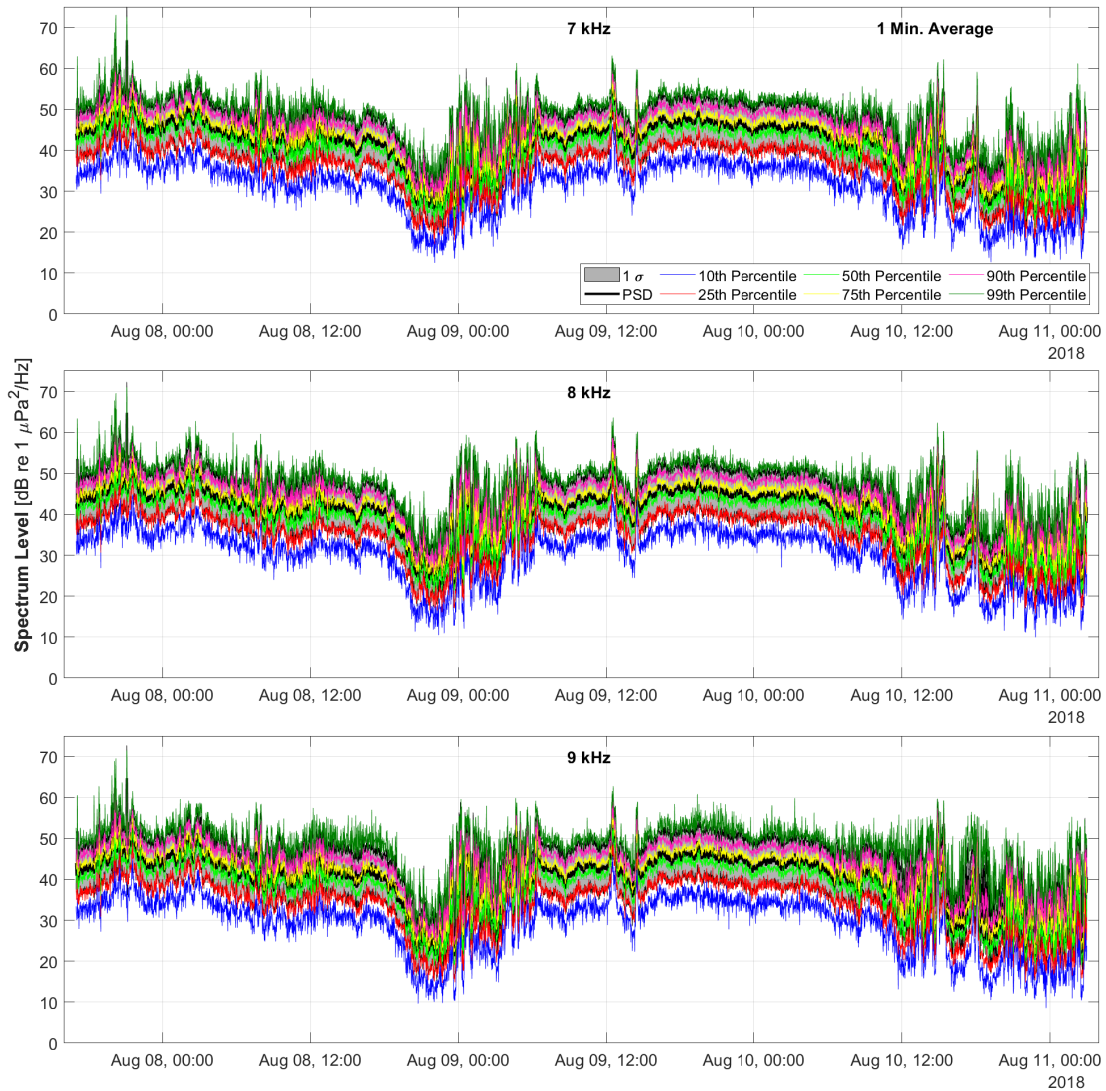 Spectrum Level [dB re 1 μPa²/Hz]
7 kHz
1 Min. Average
70
60
50
40
30
20
10
0
1 σ
10th Percentile
50th Percentile
90th Percentile
PSD
25th Percentile
75th Percentile
99th Percentile
Aug 08, 00:00
Aug 08, 12:00
Aug 09, 00:00
Aug 09, 12:00
Aug 10, 00:00
Aug 10, 12:00
Aug 11, 00:00
2018
8 kHz
70
60
50
40
30
20
10
0
Aug 08, 00:00
Aug 08, 12:00
Aug 09, 00:00
Aug 09, 12:00
Aug 10, 00:00
Aug 10, 12:00
Aug 11, 00:00
2018
9 kHz
70
60
50
40
30
20
10
0
Aug 08, 00:00
Aug 08, 12:00
Aug 09, 00:00
Aug 09, 12:00
Aug 10, 00:00
Aug 10, 12:00
Aug 11, 00:00
2018